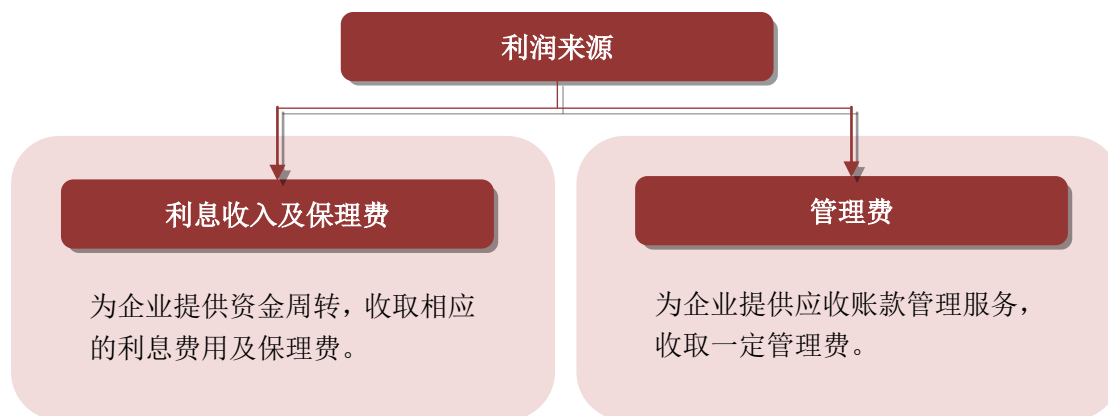 利润来源
利息收入及保理费
为企业提供资金周转，收取相应
的利息费用及保理费。
管理费
为企业提供应收账款管理服务，
收取一定管理费。